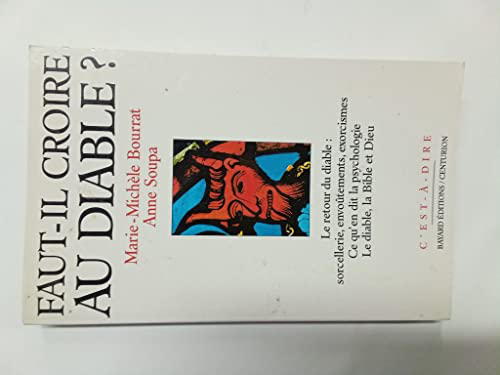 FAUT-IL CROIRE
AU DIABLE ?
Marie-Michèle Bourrat
Anne Soupa
Le retour du diable :
sorcellerie, envoûtements, exorcismes
Ce qu'en dit la psychologie
Le diable, la Bible et Dieu
C'EST-À-DIRE
BAYARD ÉDITIONS / CENTURION